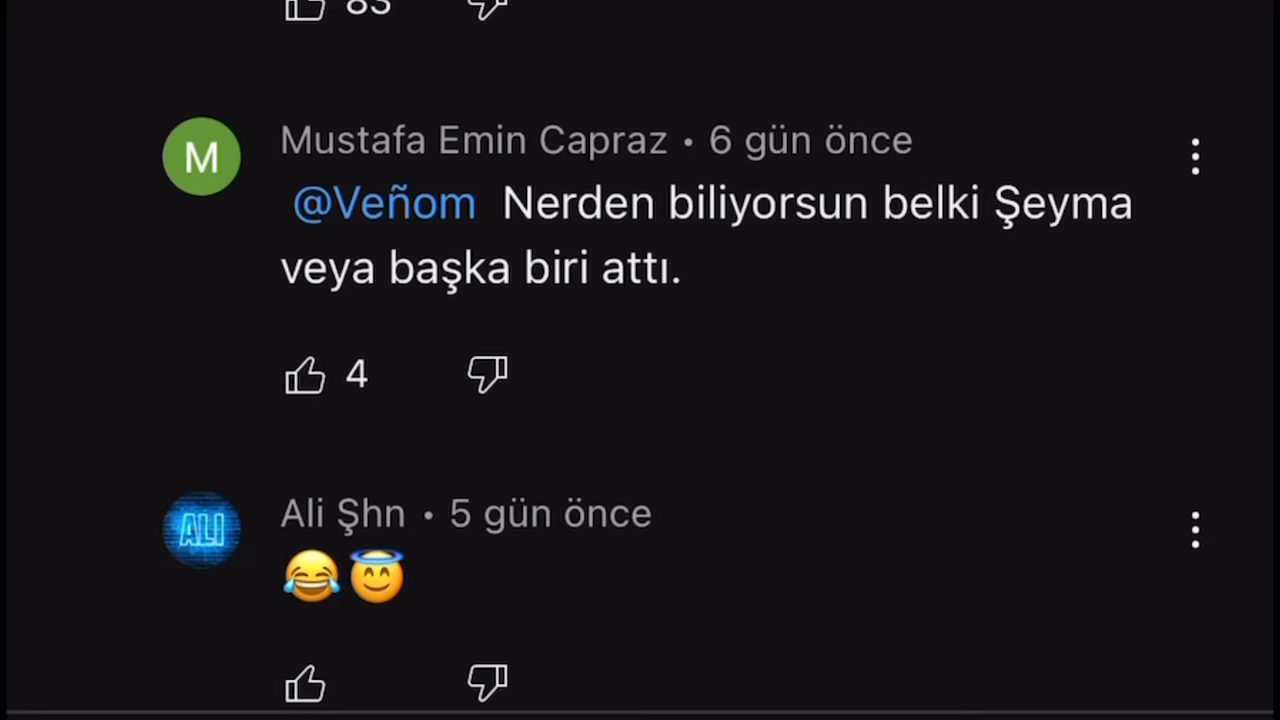 83
M
Mustafa Emin Capraz • 6 gün önce
@Veñom Nerden biliyorsun belki Şeyma
veya başka biri attı.
4
ALI
Ali Şhn • 5 gün önce
😂😇